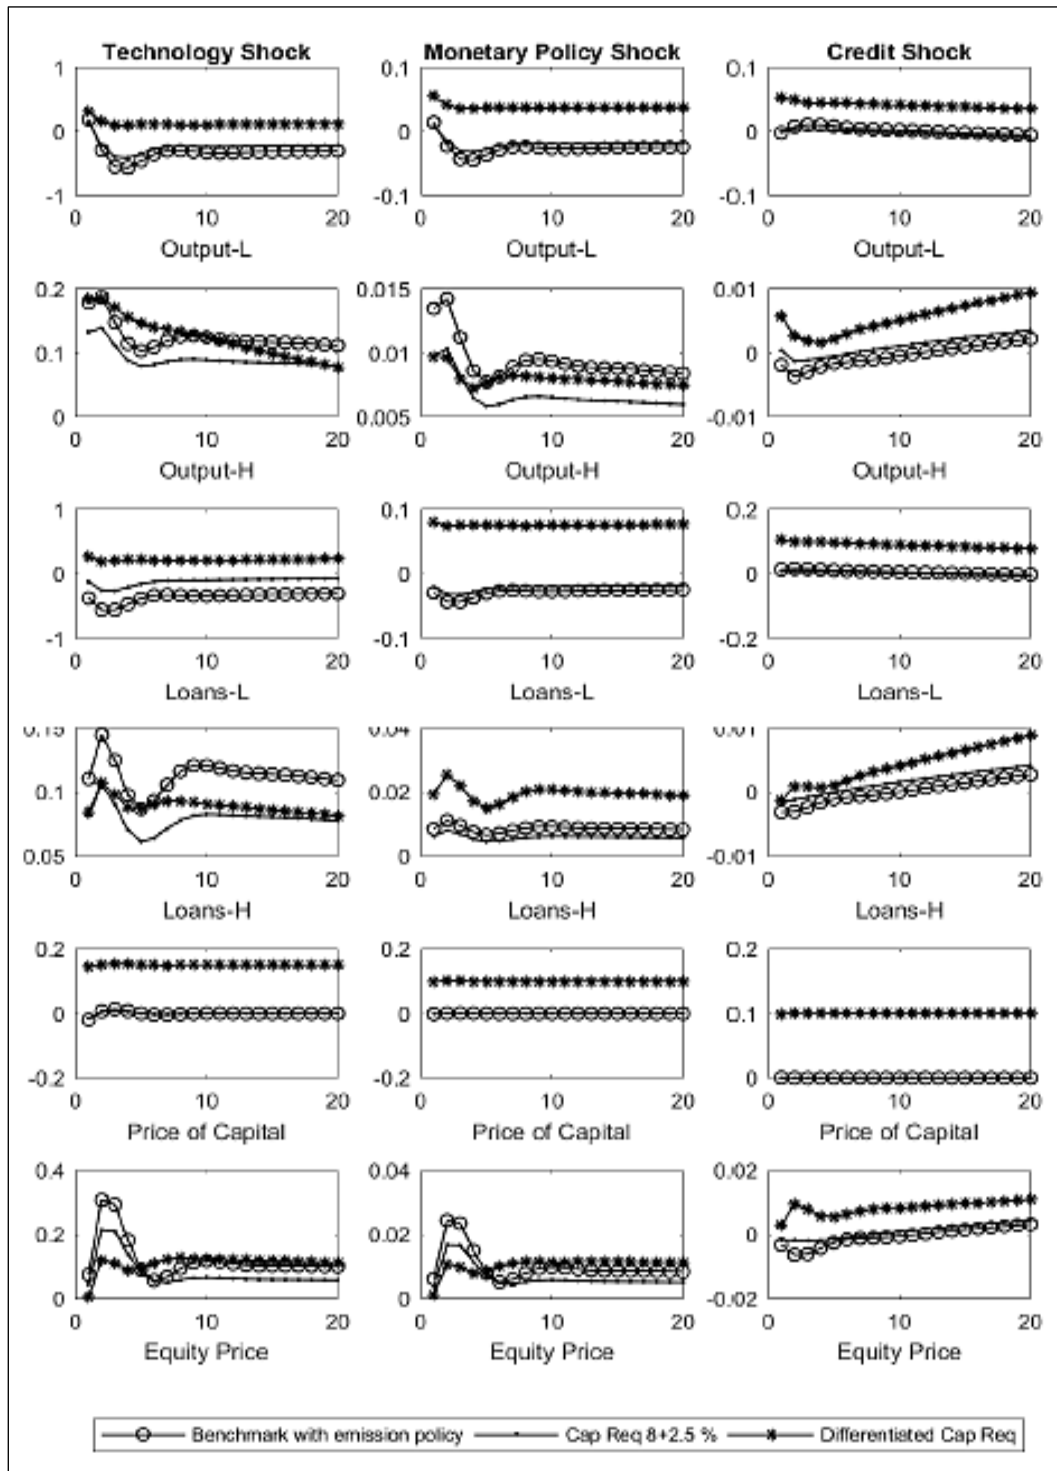 Technology Shock Monetary Policy Shock Credit Shock
1 0.1 0.1
0 0 0
-1 -0.1 -0.1
0 10 20 0 10 20 0 10 20
Output-L Output-L Output-L
0.2 0.015 0.01
0.1 0.01 0
0 0.005 -0.01
0 10 20 0 10 20 0 10 20
Output-H Output-H Output-H
1 0.1 0.2
0 0 0
-1 -0.1 -0.2
0 10 20 0 10 20 0 10 20
Loans-L Loans-L Loans-L
0.15 0.04 0.01
0.1 0.02 0
0.05 0 -0.01
0 10 20 0 10 20 0 10 20
Loans-H Loans-H Loans-H
0.2 0.2 0.2
0 0 0.1
-0.2 -0.2 0
0 10 20 0 10 20 0 10 20
Price of Capital Price of Capital Price of Capital
0.4 0.04 0.02
0.2 0.02 0
0 0 -0.02
0 10 20 0 10 20 0 10 20
Equity Price Equity Price Equity Price
Benchmark with emission policy Cap Req 8+2.5 % Differentiated Cap Req